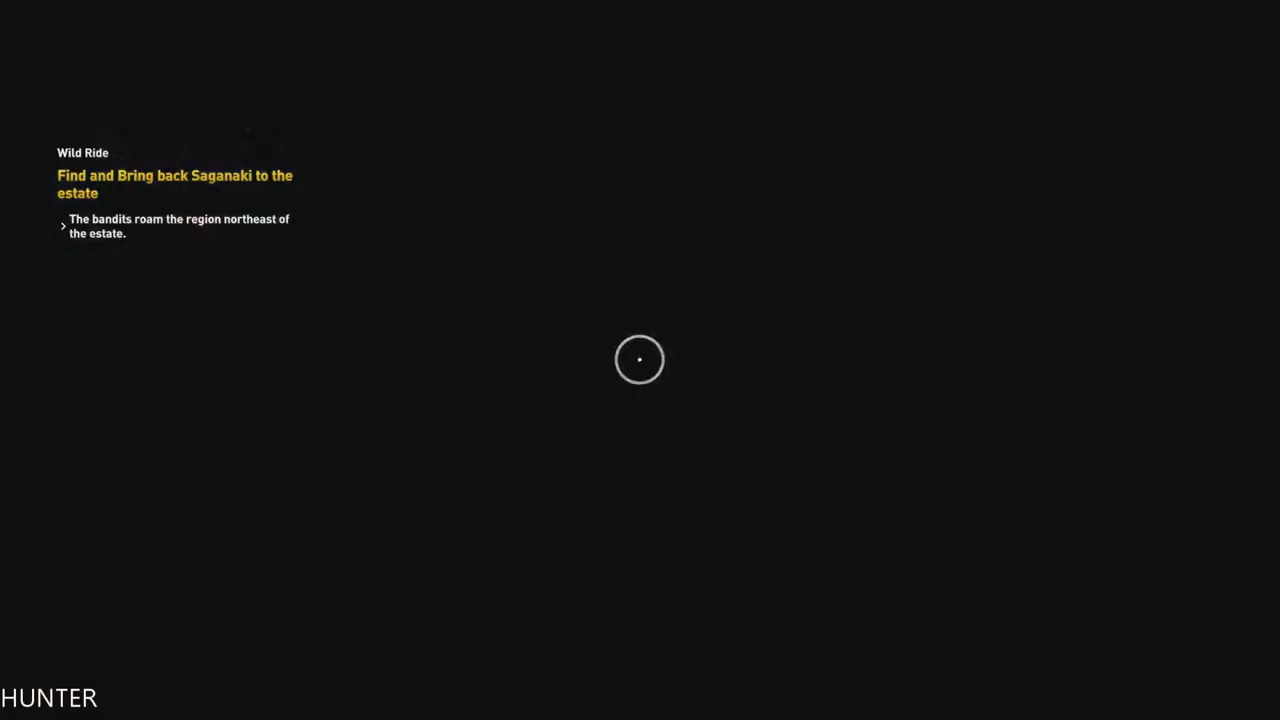 Wild Ride
Find and Bring back Saganaki to the
estate
The bandits roam the region northeast of
the estate.
HUNTER